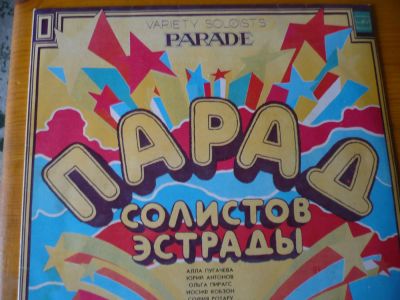 VARIETY SOLOISTS
PARADE
ПАРАД
СОЛИСТОВ
ЭСТРАДЫ
АЛЛА ПУГАЧЕВА
ЮРИЙ АНТОНОВ
ОЛЬГА ПИРАГС
ИОСИФ КОБЗОН
СОФИЯ РОТАРУ